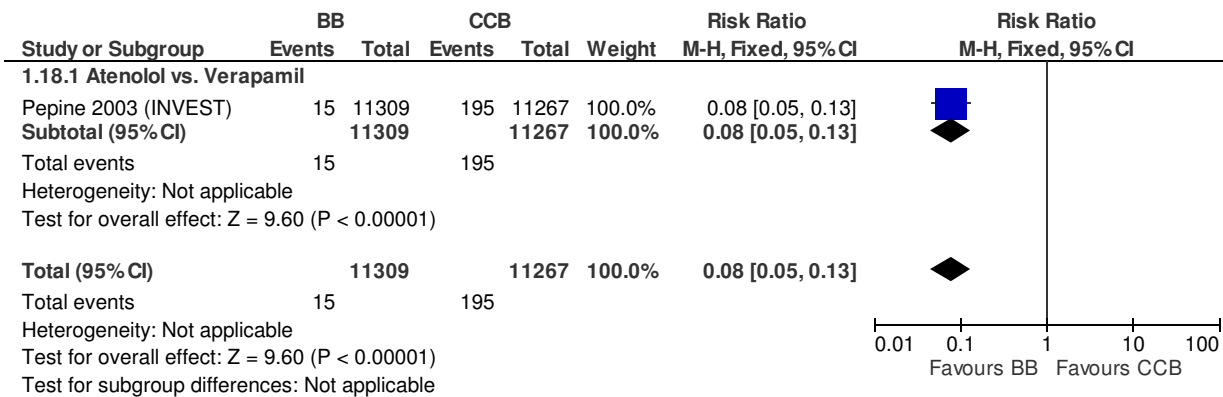 BB CCB Risk Ratio Risk Ratio
Study or Subgroup Events Total Events Total Weight M-H, Fixed, 95% CI M-H, Fixed, 95% CI
1.18.1 Atenolol vs. Verapamil
Pepine 2003 (INVEST) 15 11309 195 11267 100.0% 0.08 [0.05, 0.13]
Subtotal (95% CI) 11309 11267 100.0% 0.08 [0.05, 0.13]
Total events 15 195
Heterogeneity: Not applicable
Test for overall effect: Z = 9.60 (P < 0.00001)
Total (95% CI) 11309 11267 100.0% 0.08 [0.05, 0.13]
Total events 15 195
Heterogeneity: Not applicable
Test for overall effect: Z = 9.60 (P < 0.00001)
Test for subgroup differences: Not applicable
0.01 0.1 1 10 100
Favours BB Favours CCB